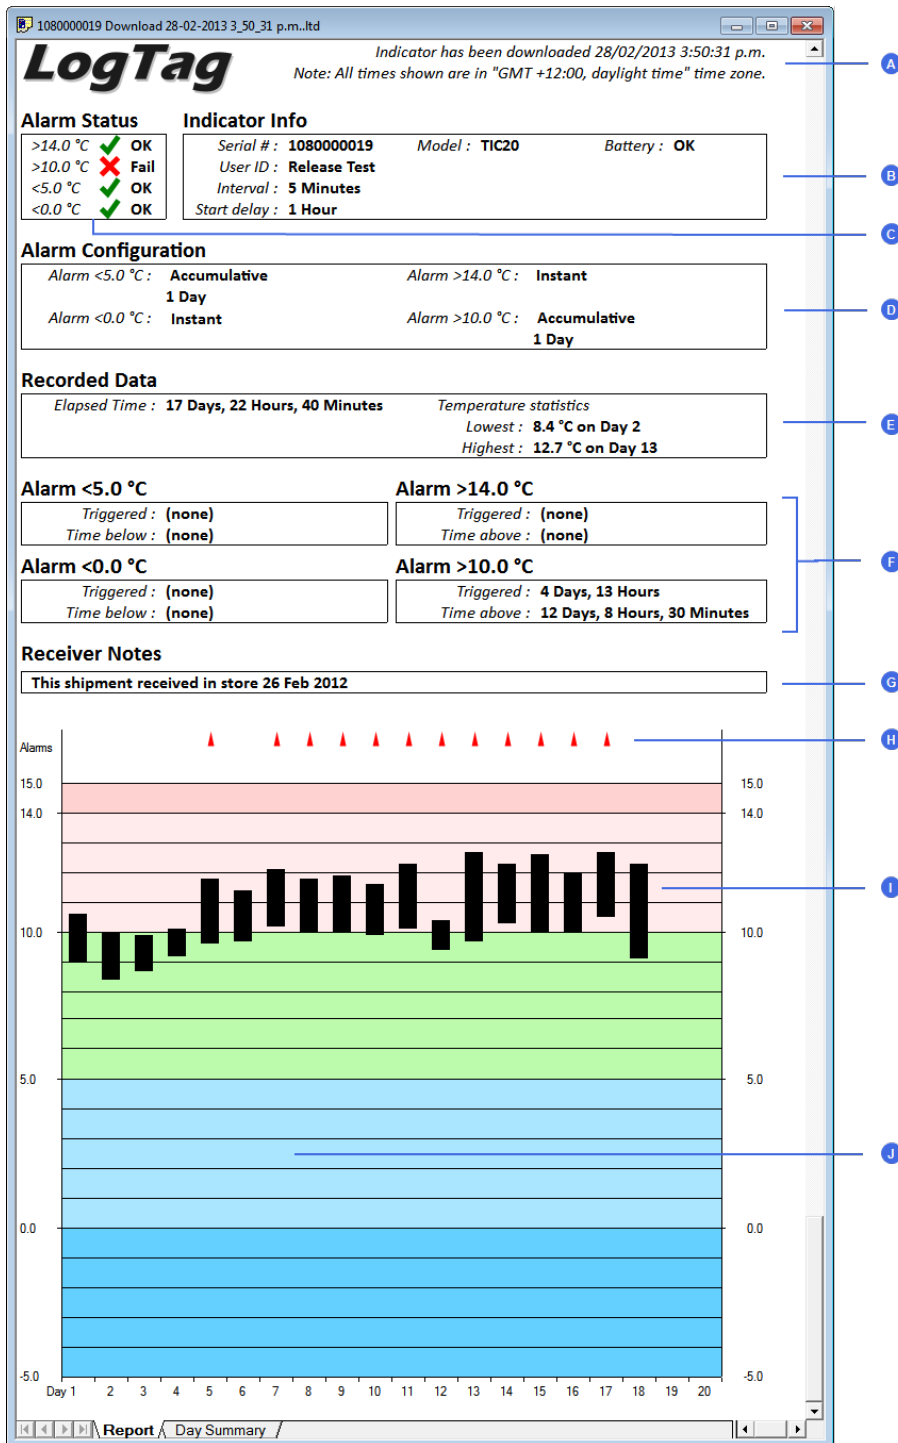 1080000019 Download 28-02-2013 3_50_31 p.m..ltd
LogTag
Indicator has been downloaded 28/02/2013 3:50:31 p.m.
Note: All times shown are in "GMT +12:00, daylight time" time zone.
A
Alarm Status
>14.0 °C OK
>10.0 °C Fail
<5.0 °C OK
<0.0 °C OK
Indicator Info
Serial # : 1080000019 Model : TIC20 Battery : OK
User ID : Release Test
Interval : 5 Minutes
Start delay : 1 Hour
B
C
Alarm Configuration
Alarm <5.0 °C : Accumulative Alarm >14.0 °C : Instant
1 Day
Alarm <0.0 °C : Instant Alarm >10.0 °C : Accumulative
1 Day
D
Recorded Data
Elapsed Time : 17 Days, 22 Hours, 40 Minutes Temperature statistics
Lowest : 8.4 °C on Day 2
Highest : 12.7 °C on Day 13
E
Alarm <5.0 °C
Triggered : (none)
Time below : (none)
Alarm >14.0 °C
Triggered : (none)
Time above : (none)
Alarm <0.0 °C
Triggered : (none)
Time below : (none)
Alarm >10.0 °C
Triggered : 4 Days, 13 Hours
Time above : 12 Days, 8 Hours, 30 Minutes
F
Receiver Notes
This shipment received in store 26 Feb 2012
G
Alarms
H
15.0 15.0
14.0 14.0
I
10.0 10.0
5.0 5.0
J
0.0 0.0
-5.0 -5.0
Day 1 2 3 4 5 6 7 8 9 10 11 12 13 14 15 16 17 18 19 20
Report Day Summary